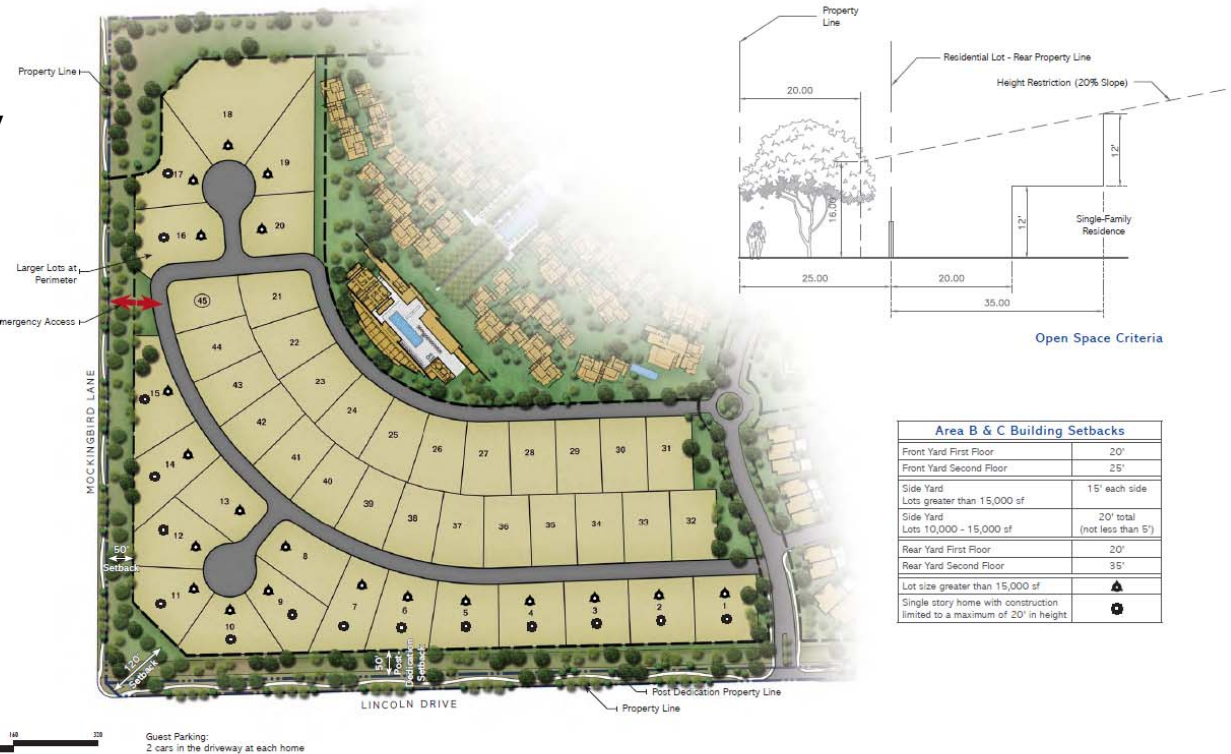 Property Line
Larger Lots at
Perimeter
mergency Access
MOCKINGBIRD LANE
18
17
19
16
20
45
21
44
22
43
23
42
24
41
25
40
26
39
27
28
29
30
31
38
37
36
35
34
33
32
15
14
13
12
11
10
9
8
7
6
5
4
3
2
1
50'
Setback
120'
Setback
50'
Post-
Dedication
Setback
LINCOLN DRIVE
Post Dedication Property Line
Property Line
160
320
Guest Parking:
2 cars in the driveway at each home
Property
Line
Residential Lot - Rear Property Line
Height Restriction (20% Slope)
20.00
16.00
12'
12'
Single-Family
Residence
25.00
20.00
35.00
Open Space Criteria
Area B & C Building Setbacks
Front Yard First Floor 20'
Front Yard Second Floor 25'
Side Yard 15' each side
Lots greater than 15,000 sf
Side Yard 20' total
Lots 10,000 - 15,000 sf (not less than 5')
Rear Yard First Floor 20'
Rear Yard Second Floor 35'
Lot size greater than 15,000 sf
Single story home with construction
limited to a maximum of 20' in height